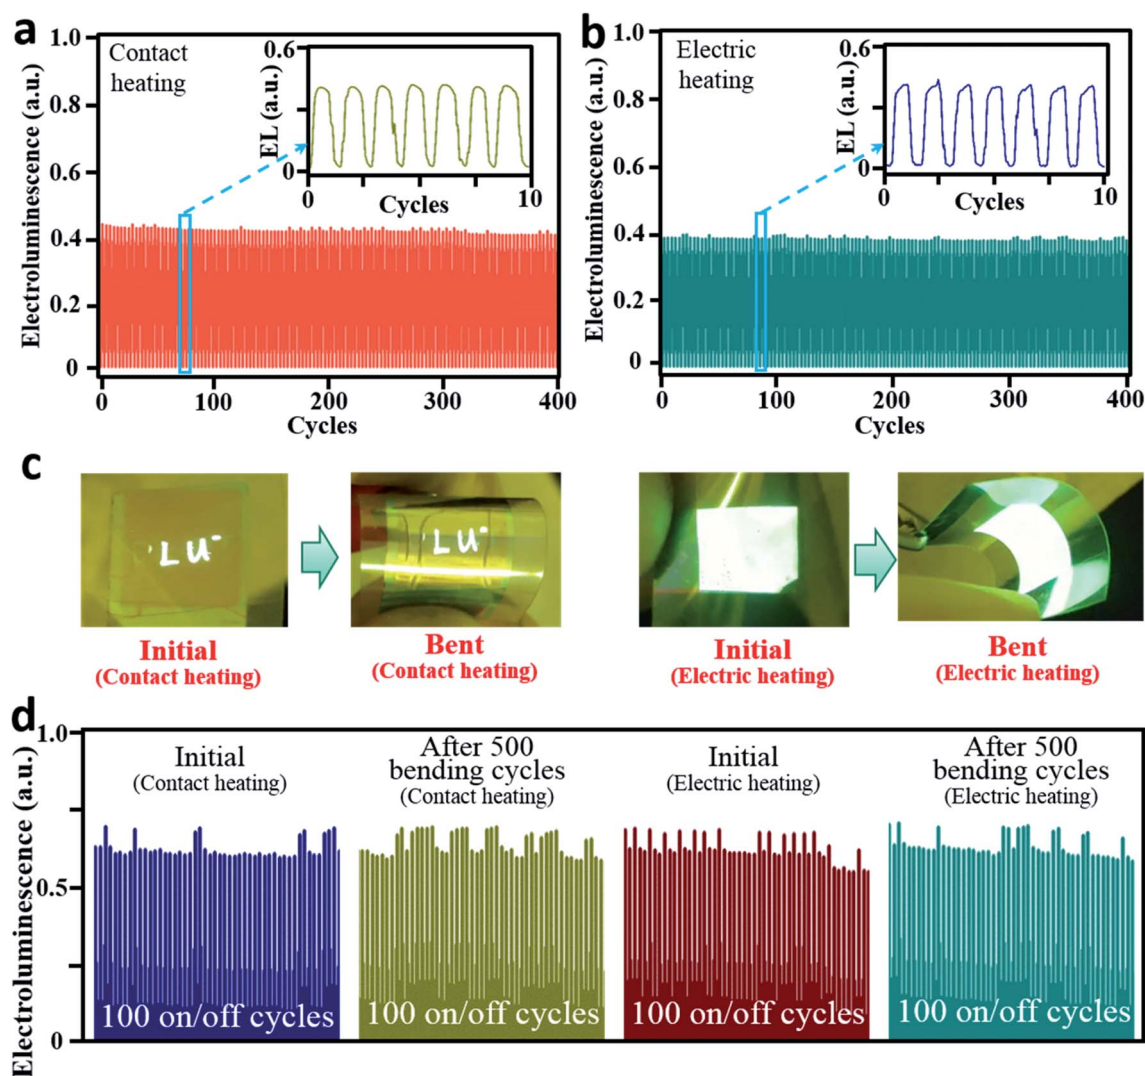 a
Contact
heating
Electroluminescence (a.u.)
1.0
0.8
0.6
0.4
0.2
0
0
100
200
300
400
Cycles
EL (a.u.)
0.6
0
0
10
Cycles
b
Electric
heating
Electroluminescence (a.u.)
1.0
0.8
0.6
0.4
0.2
0
0
100
200
300
400
Cycles
EL (a.u.)
0.6
0
0
10
Cycles
c
LU
LU
Initial
(Contact heating)
Bent
(Contact heating)
Initial
(Electric heating)
Bent
(Electric heating)
d
Electroluminescence (a.u.)
1.0
0.5
0
Initial
(Contact heating)
100 on/off cycles
After 500
bending cycles
(Contact heating)
100 on/off cycles
Initial
(Electric heating)
100 on/off cycles
After 500
bending cycles
(Electric heating)
100 on/off cycles